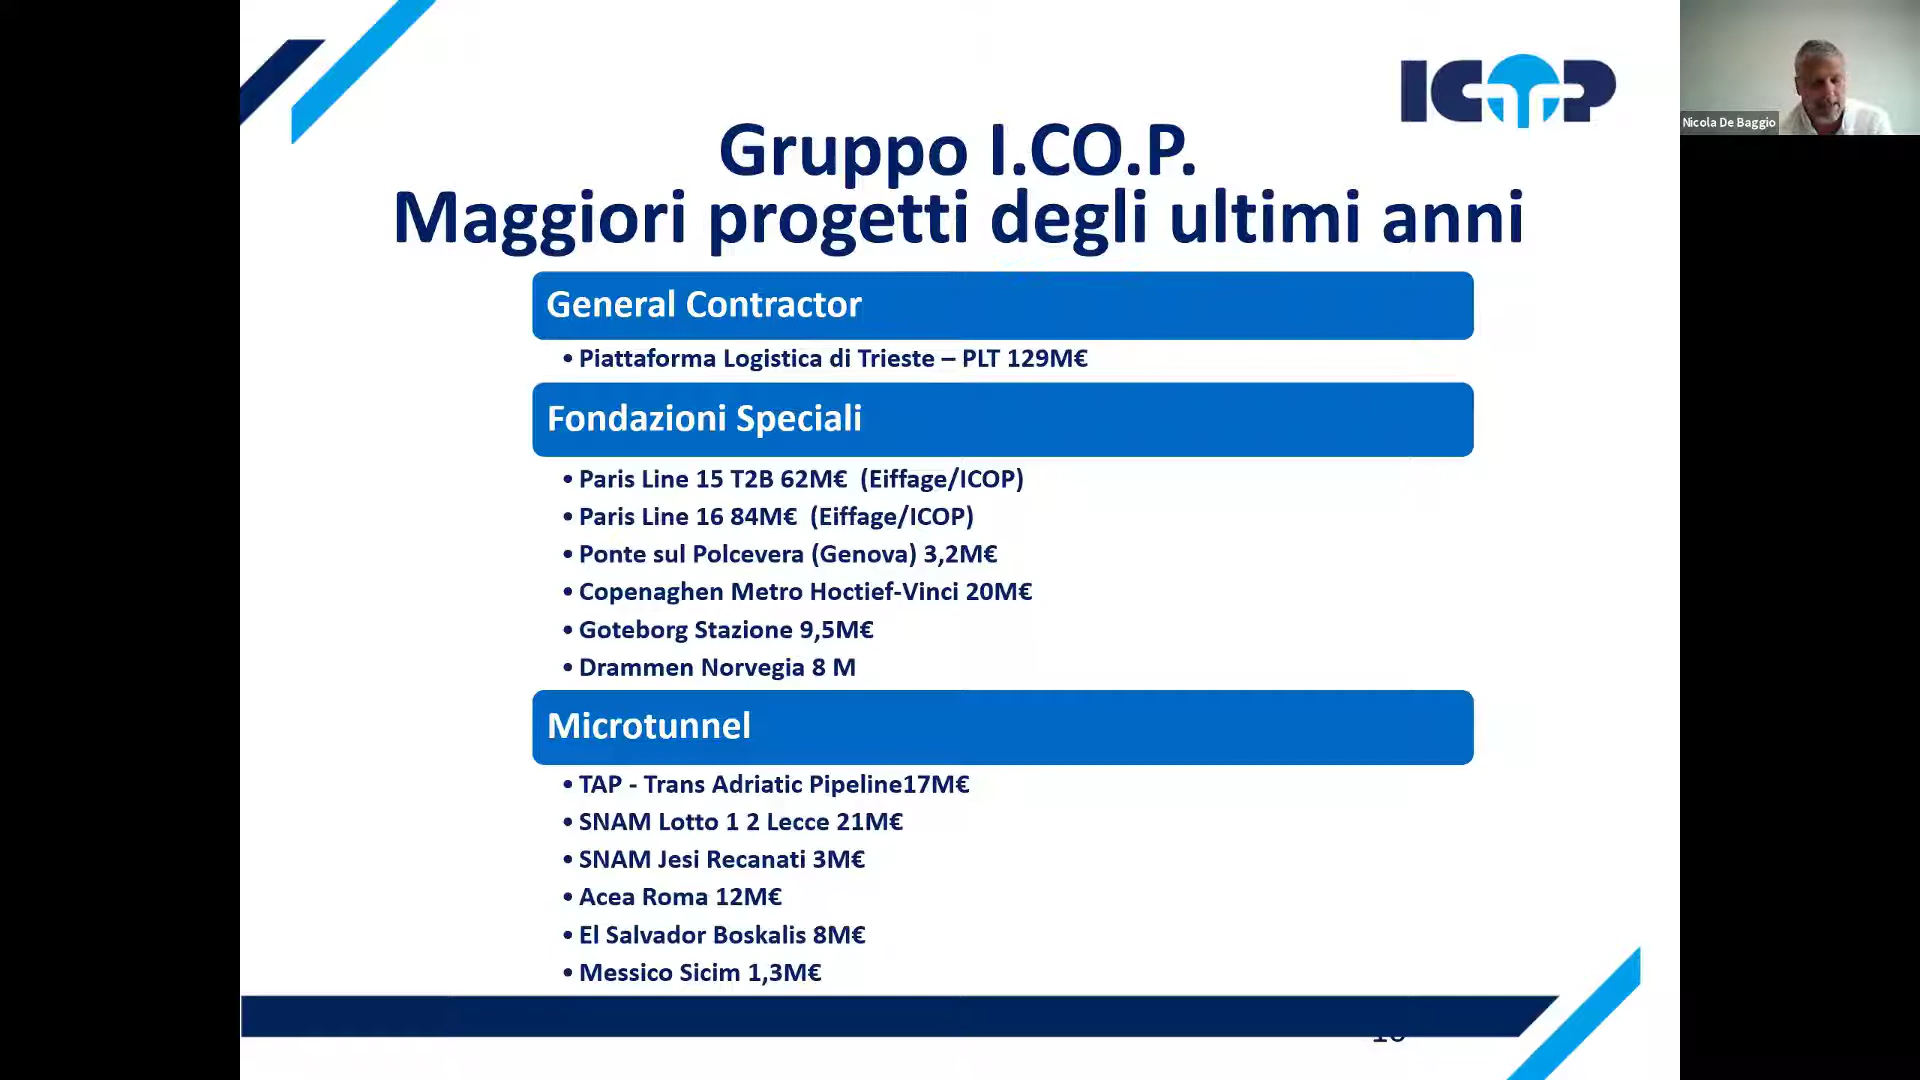 ICOP
Nicola De Baggio
Gruppo I.CO.P.
Maggiori progetti degli ultimi anni
General Contractor
• Piattaforma Logistica di Trieste – PLT 129M€
Fondazioni Speciali
• Paris Line 15 T2B 62M€ (Eiffage/ICOP)
• Paris Line 16 84M€ (Eiffage/ICOP)
• Ponte sul Polcevera (Genova) 3,2M€
• Copenaghen Metro Hoctief-Vinci 20M€
• Goteborg Stazione 9,5M€
• Drammen Norvegia 8 M
Microtunnel
• TAP - Trans Adriatic Pipeline17M€
• SNAM Lotto 1 2 Lecce 21M€
• SNAM Jesi Recanati 3M€
• Acea Roma 12M€
• El Salvador Boskalis 8M€
• Messico Sicim 1,3M€